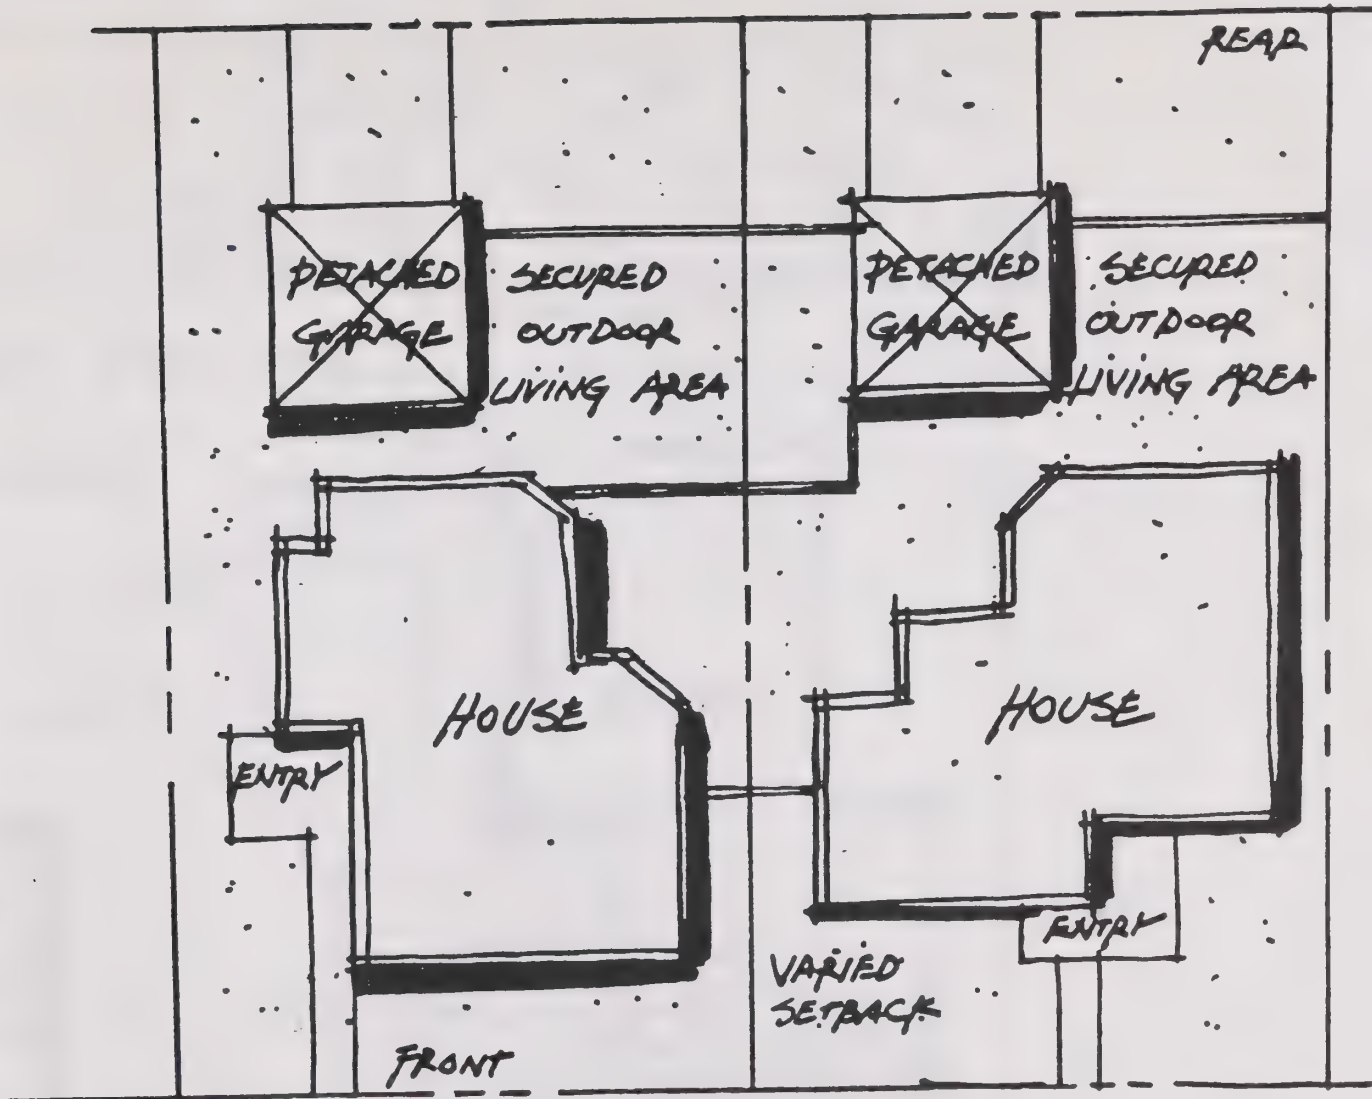 REAR
DETACHED
GARAGE
SECURED
OUTDOOR
LIVING AREA
DETACHED
GARAGE
SECURED
OUTDOOR
LIVING AREA
HOUSE
HOUSE
ENTRY
ENTRY
VARIED
SETBACK
FRONT